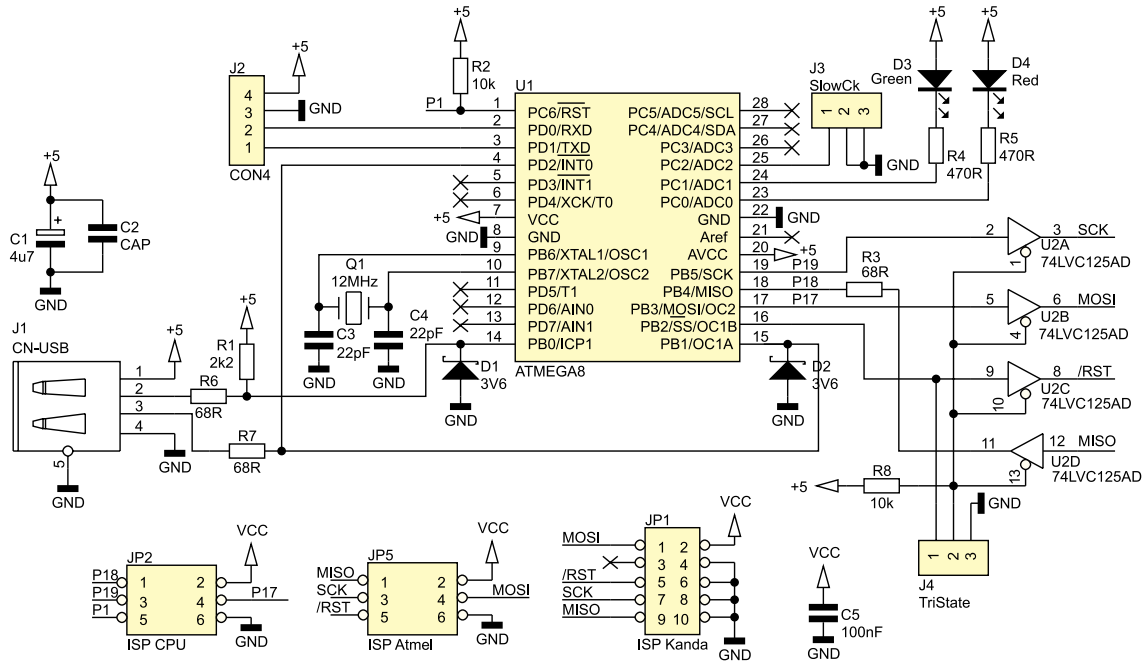 +5
J2
4
3
2
1
CON4
+5
GND
+5
R2
10k
P1
U1
ATMEGA8
1 PC6/RST
2 PD0/RXD
3 PD1/TXD
4 PD2/INT0
5 PD3/INT1
6 PD4/XCK/T0
+5 7 VCC
GND 8 GND
9 PB6/XTAL1/OSC1
10 PB7/XTAL2/OSC2
11 PD5/T1
12 PD6/AIN0
13 PD7/AIN1
14 PB0/ICP1
PC5/ADC5/SCL 28
PC4/ADC4/SDA 27
PC3/ADC3 26
PC2/ADC2 25
PC1/ADC1 24
PC0/ADC0 23
GND 22 GND
Aref 21
AVCC 20 +5
PB5/SCK 19 P19
PB4/MISO 18 P18
PB3/MOSI/OC2 17 P17
PB2/SS/OC1B 16
PB1/OC1A 15
J3
SlowCk
1 2 3
GND
+5
D3
Green
R4
470R
+5
D4
Red
R5
470R
R3
68R
2 3 SCK
U2A
1
74LVC125AD
5 6 MOSI
U2B
4
74LVC125AD
9 8 /RST
U2C
10
74LVC125AD
11 12 MISO
U2D
13
74LVC125AD
+5
R8
10k
GND
1 2 3
J4
TriState
+5
C1
4u7
+
C2
CAP
GND
Q1
12MHz
C3
22pF
C4
22pF
GND
GND
D1
3V6
GND
D2
3V6
GND
J1
CN-USB
1
2
3
4
5
+5
+5
R1
2k2
R6
68R
R7
68R
GND
GND
JP2
P18 1 2 VCC
P19 3 4 P17
P1 5 6 GND
ISP CPU
JP5
MISO 1 2 VCC
SCK 3 4 MOSI
/RST 5 6 GND
ISP Atmel
JP1
MOSI 1 2 VCC
3 4
/RST 5 6
SCK 7 8
MISO 9 10
GND
ISP Kanda
VCC
C5
100nF
GND